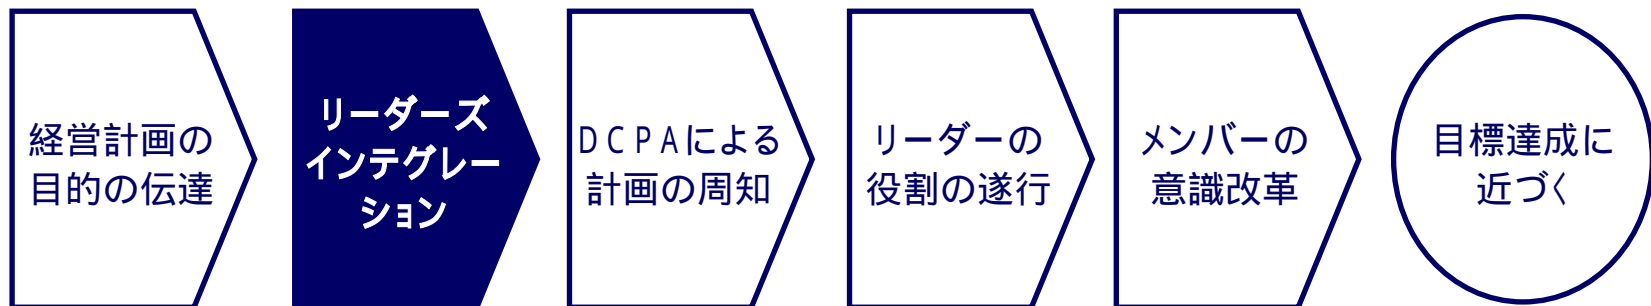 経営計画の
目的の伝達
リーダーズ
インテグレー
ション
DCPAによる
計画の周知
リーダーの
役割の遂行
メンバーの
意識改革
目標達成に
近づく